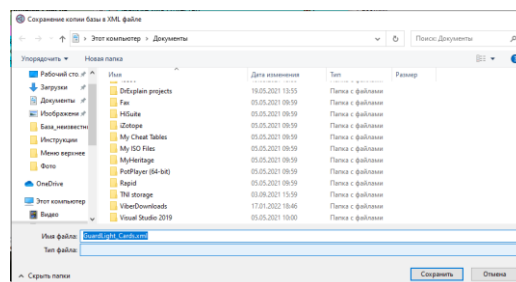 Сохранение копии базы в XML файле
Этот компьютер › Документы
Поиск: Документы
Упорядочить
Новая папка
Имя
Дата изменения
Тип
Размер
Рабочий сто
Загрузки
Документы
Изображени
База_неизвестн
Инструкции
Меню верхнее
Фото
OneDrive
Этот компьютер
Видео
DrExplain projects 19.05.2021 13:55 Папка с файлами
Fax 05.05.2021 09:59 Папка с файлами
HiSuite 05.05.2021 09:59 Папка с файлами
iZotope 05.05.2021 09:59 Папка с файлами
My Cheat Tables 05.05.2021 09:59 Папка с файлами
My ISO Files 05.05.2021 09:59 Папка с файлами
MyHeritage 05.05.2021 09:59 Папка с файлами
PotPlayer (64-bit) 05.05.2021 09:59 Папка с файлами
Rapid 05.05.2021 09:59 Папка с файлами
TNI storage 03.09.2021 15:59 Папка с файлами
ViberDownloads 17.01.2022 18:46 Папка с файлами
Visual Studio 2019 05.05.2021 10:00 Папка с файлами
Имя файла: GuardLight_Cards.xml
Тип файла:
Скрыть папки
Сохранить
Отмена